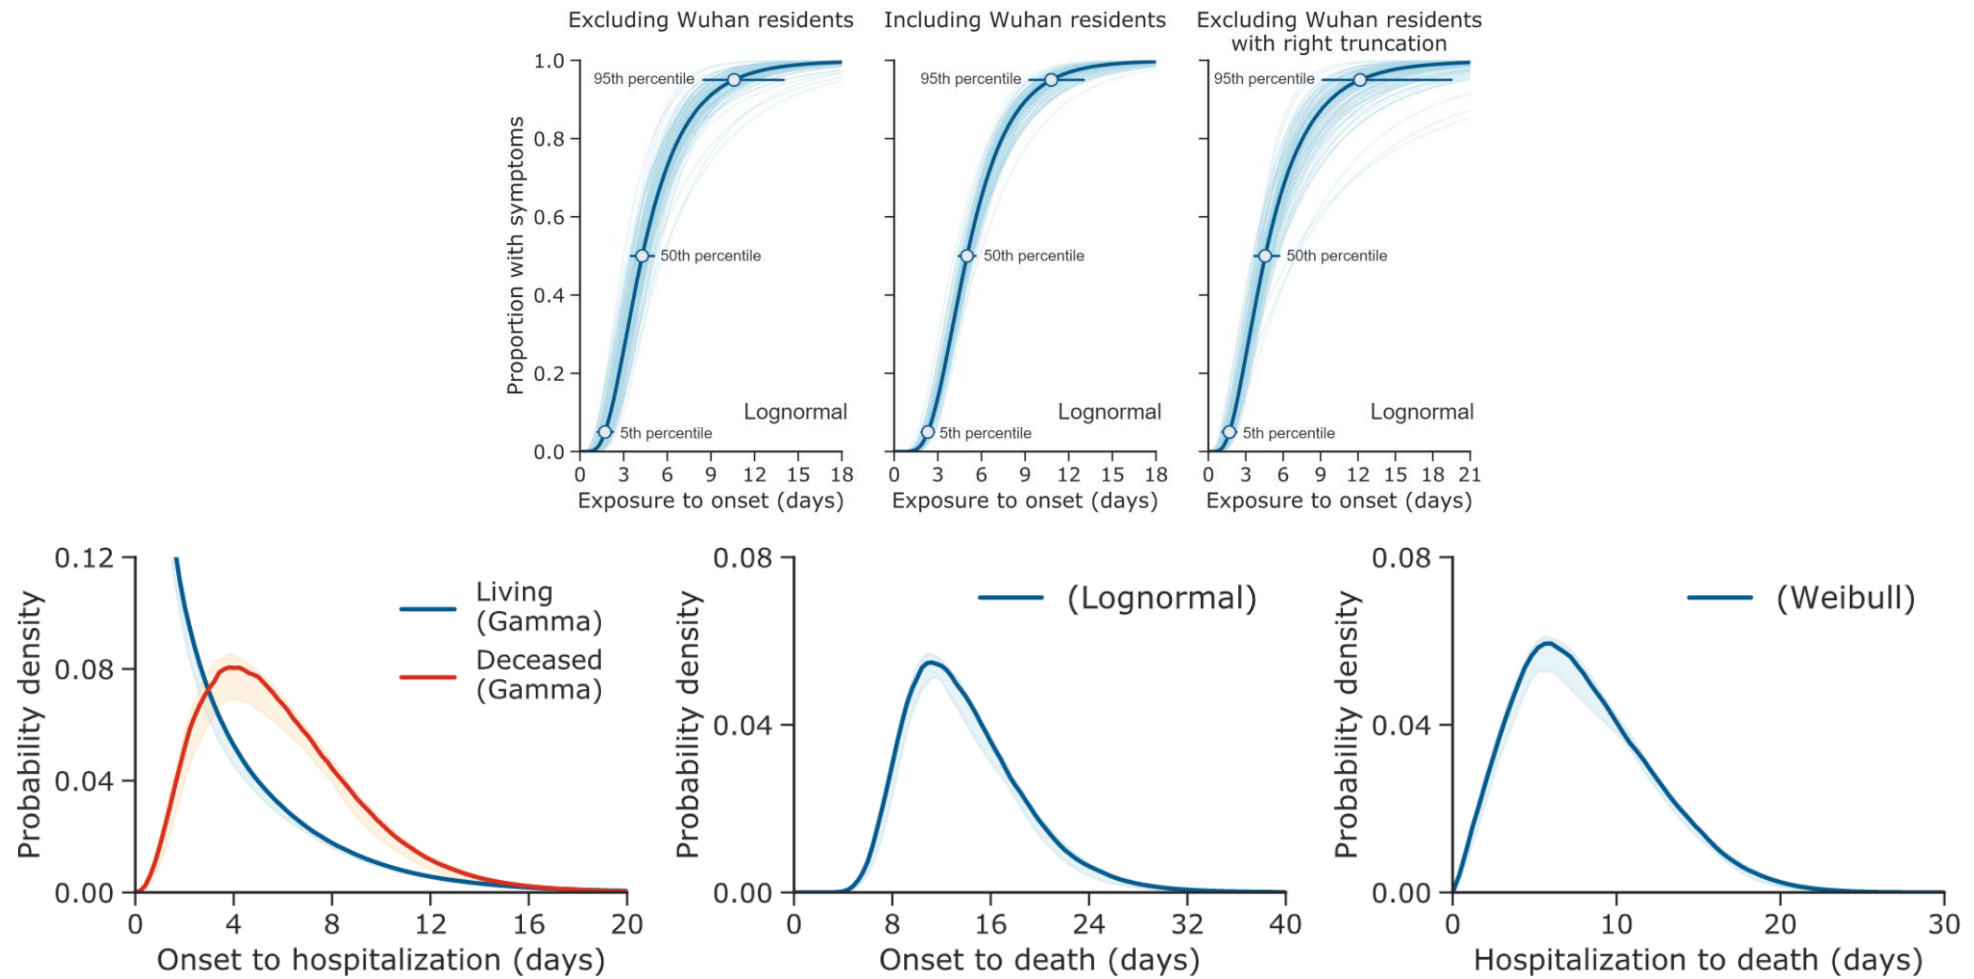 Excluding Wuhan residents
Including Wuhan residents
Excluding Wuhan residents
with right truncation
Proportion with symptoms
1.0
0.8
0.6
0.4
0.2
0.0
95th percentile
50th percentile
5th percentile
Lognormal
0 3 6 9 12 15 18
Exposure to onset (days)
95th percentile
50th percentile
5th percentile
Lognormal
0 3 6 9 12 15 18
Exposure to onset (days)
95th percentile
50th percentile
5th percentile
Lognormal
0 3 6 9 12 15 18 21
Exposure to onset (days)
Probability density
0.12
0.08
0.04
0.00
Living
(Gamma)
Deceased
(Gamma)
0 4 8 12 16 20
Onset to hospitalization (days)
Probability density
0.08
0.04
0.00
(Lognormal)
0 8 16 24 32 40
Onset to death (days)
Probability density
0.08
0.04
0.00
(Weibull)
0 10 20 30
Hospitalization to death (days)